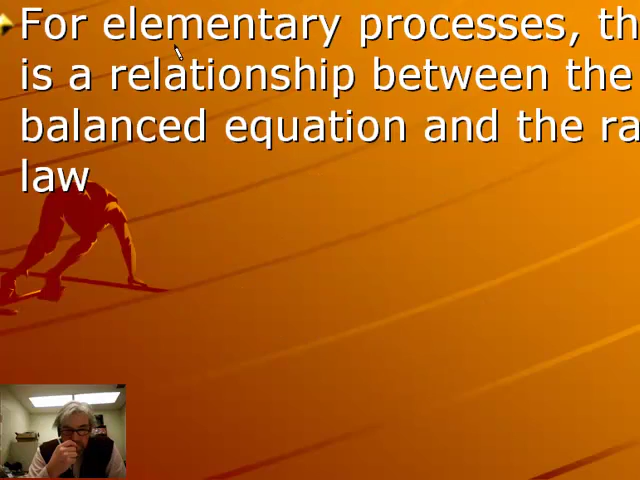 For elementary processes, th
is a relationship between the
balanced equation and the ra
law